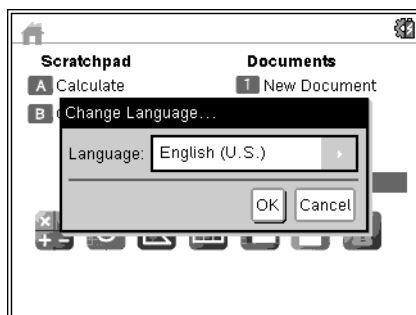 Scratchpad Documents
A Calculate 1 New Document
B
Change Language...
Language: English (U.S.)
OK Cancel